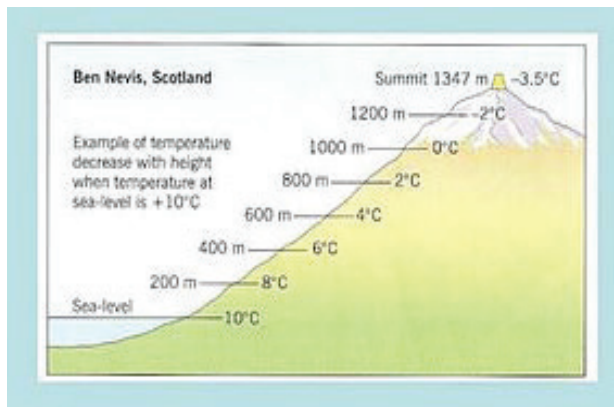 Ben Nevis, Scotland
Summit 1347 m -3.5°C
1200 m -2°C
Example of temperature
decrease with height
when temperature at
sea-level is +10°C
1000 m 0°C
800 m 2°C
600 m 4°C
400 m 6°C
200 m 8°C
Sea-level
10°C